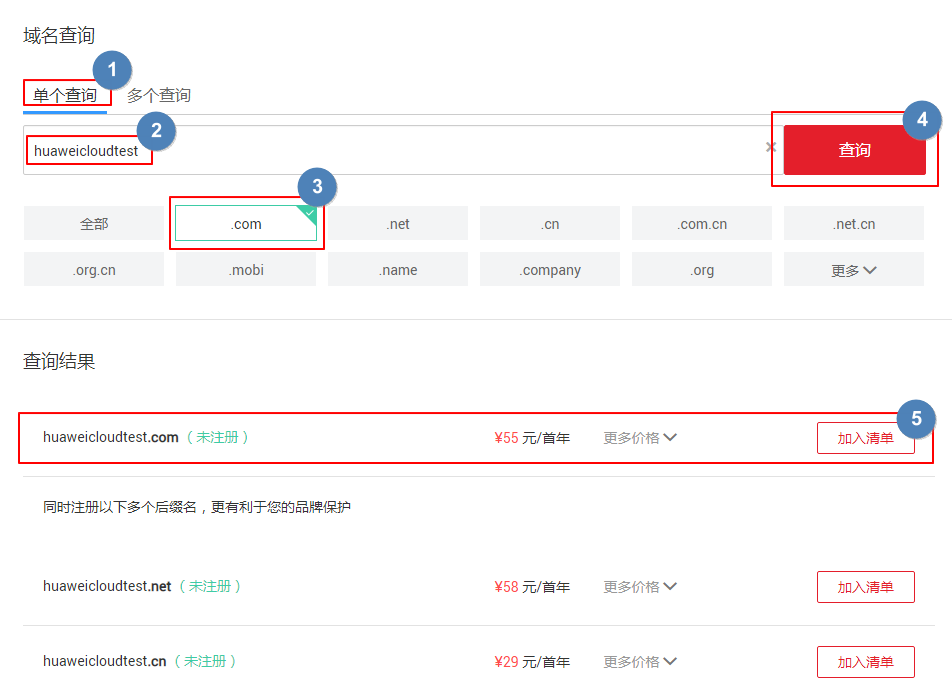 域名查询
1
单个查询 多个查询
2
4
huaweicloudtest × 查询
3
全部 .com .net .cn .com.cn .net.cn
.org.cn .mobi .name .company .org 更多
查询结果
5
huaweicloudtest.com（未注册） ¥55 元/首年 更多价格 加入清单
同时注册以下多个后缀名，更有利于您的品牌保护
huaweicloudtest.net（未注册） ¥58 元/首年 更多价格 加入清单
huaweicloudtest.cn（未注册） ¥29 元/首年 更多价格 加入清单